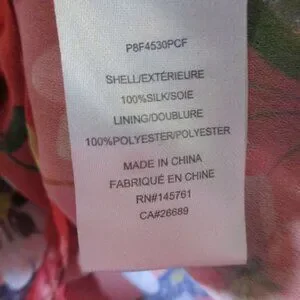 P8F4530PCF
SHELL/EXTÉRIEURE
100%SILK/SOIE
LINING/DOUBLURE
100%POLYESTER/POLYESTER
MADE IN CHINA
FABRIQUÉ EN CHINE
RN#145761
CA#26689